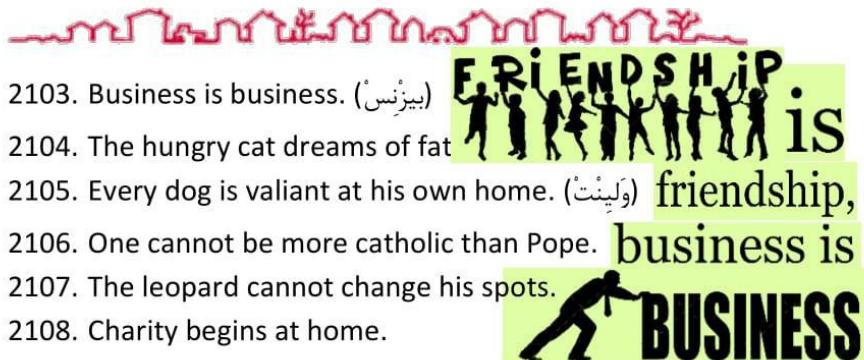 2103. Business is business. (بيزْنِسْ)
2104. The hungry cat dreams of fat
2105. Every dog is valiant at his own home. (وَلِينْتْ)
2106. One cannot be more catholic than Pope.
2107. The leopard cannot change his spots.
2108. Charity begins at home.
FRiENDSHiP
is
friendship,
business is
BUSINESS